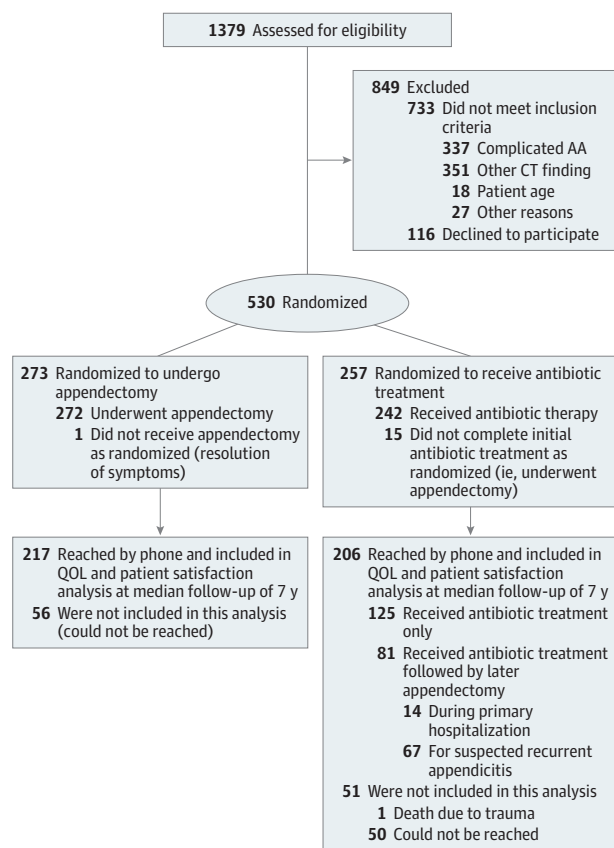 1379 Assessed for eligibility
849 Excluded
733 Did not meet inclusion
criteria
337 Complicated AA
351 Other CT finding
18 Patient age
27 Other reasons
116 Declined to participate
530 Randomized
273 Randomized to undergo
appendectomy
272 Underwent appendectomy
1 Did not receive appendectomy
as randomized (resolution
of symptoms)
257 Randomized to receive antibiotic
treatment
242 Received antibiotic therapy
15 Did not complete initial
antibiotic treatment as
randomized (ie, underwent
appendectomy)
217 Reached by phone and included in
QOL and patient satisfaction
analysis at median follow-up of 7 y
56 Were not included in this analysis
(could not be reached)
206 Reached by phone and included in
QOL and patient satisfaction
analysis at median follow-up of 7 y
125 Received antibiotic treatment
only
81 Received antibiotic treatment
followed by later
appendectomy
14 During primary
hospitalization
67 For suspected recurrent
appendicitis
51 Were not included in this analysis
1 Death due to trauma
50 Could not be reached